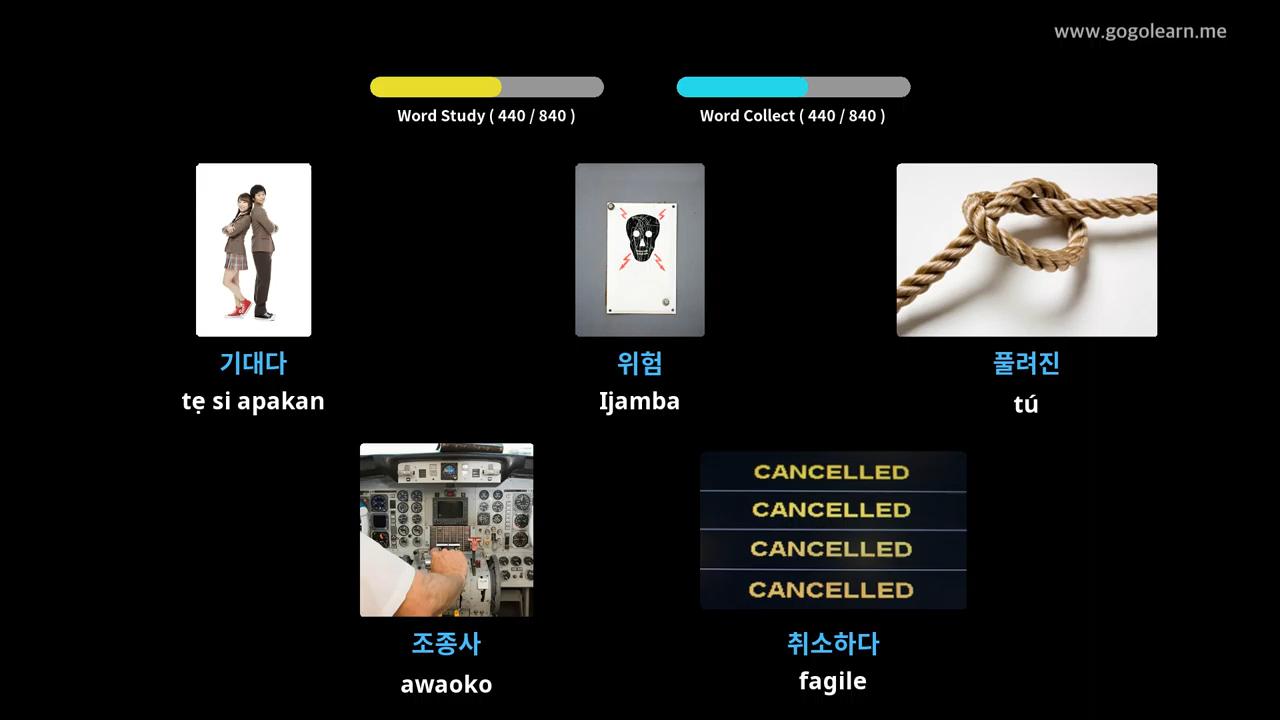 www.gogolearn.me
Word Study ( 440 / 840 )
Word Collect ( 440 / 840 )
기대다
tẹ si apakan
위험
Ijamba
풀려진
tú
CANCELLED
CANCELLED
CANCELLED
CANCELLED
조종사
awaoko
취소하다
fagile